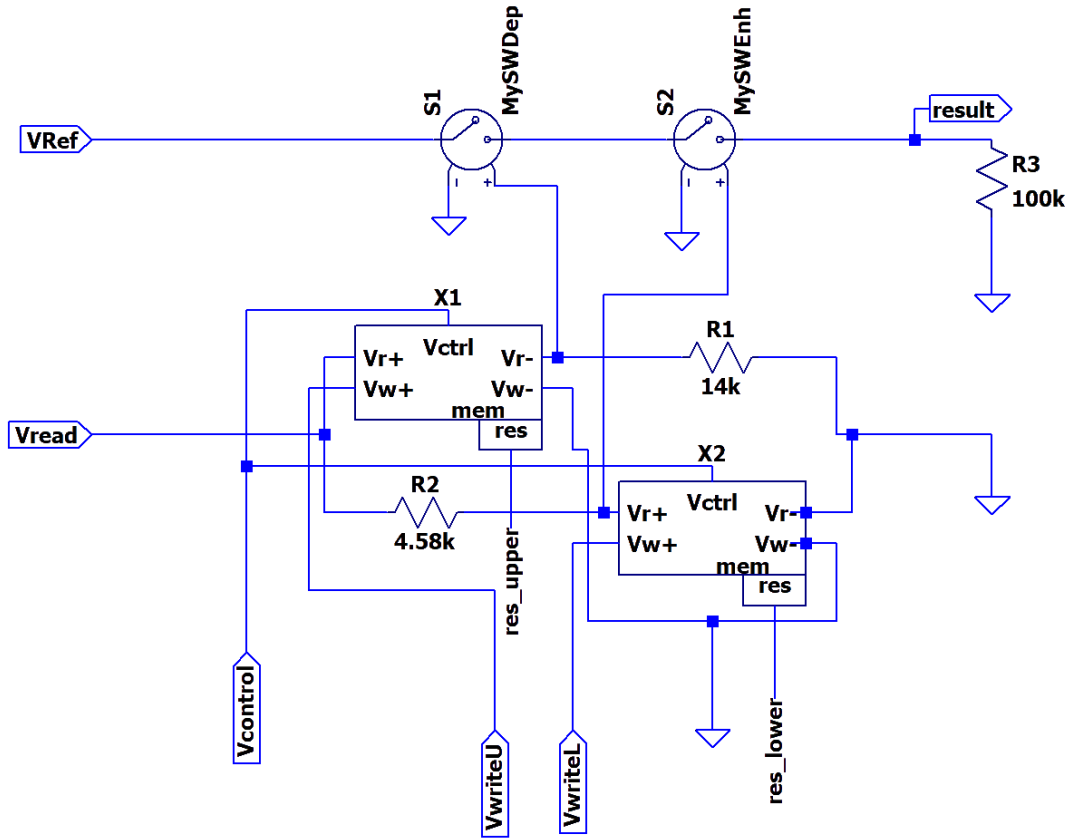 S1
MySWDep
S2
MySWEnh
result
VRef
R3
100k
-
+
-
+
X1
R1
Vctrl
Vr+
Vr-
Vw+
Vw-
14k
mem
res
Vread
X2
R2
Vctrl
Vr+
Vr-
4.58k
Vw+
Vw-
mem
res
res_upper
Vcontrol
VwriteU
VwriteL
res_lower